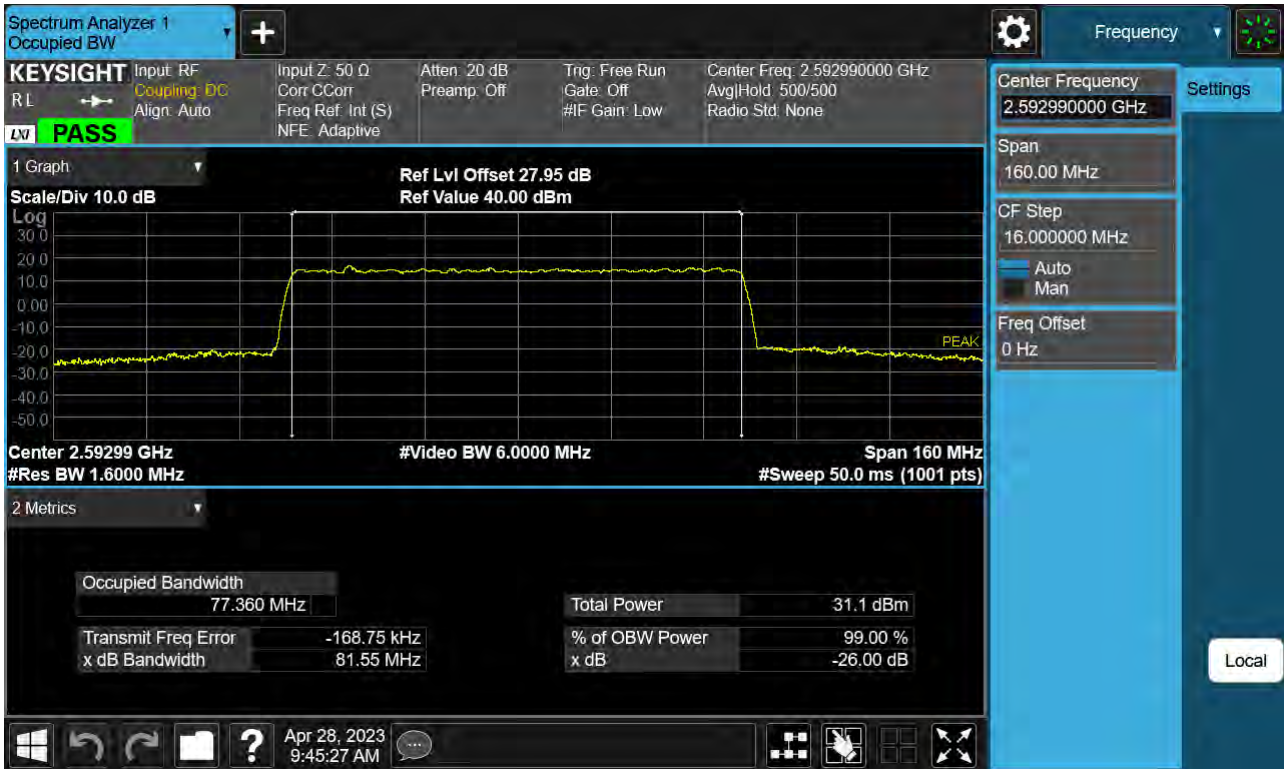 Spectrum Analyzer 1
Occupied BW
+
Frequency
KEYSIGHT
R L
LXI
PASS
Input: RF
Coupling: DC
Align: Auto
Input Z: 50 Ω
Corr CCorr
Freq Ref: Int (S)
NFE: Adaptive
Atten: 20 dB
Preamp: Off
Trig: Free Run
Gate: Off
#IF Gain: Low
Center Freq: 2.592990000 GHz
Avg|Hold: 500/500
Radio Std: None
1 Graph
Scale/Div 10.0 dB
Ref Lvl Offset 27.95 dB
Ref Value 40.00 dBm
Log
30.0
20.0
10.0
0.00
-10.0
-20.0
-30.0
-40.0
-50.0
PEAK
Center 2.59299 GHz
#Video BW 6.0000 MHz
Span 160 MHz
#Res BW 1.6000 MHz
#Sweep 50.0 ms (1001 pts)
2 Metrics
Occupied Bandwidth
77.360 MHz
Transmit Freq Error -168.75 kHz
x dB Bandwidth 81.55 MHz
Total Power 31.1 dBm
% of OBW Power 99.00 %
x dB -26.00 dB
Center Frequency
2.592990000 GHz
Settings
Span
160.00 MHz
CF Step
16.000000 MHz
Auto
Man
Freq Offset
0 Hz
Local
?
Apr 28, 2023
9:45:27 AM